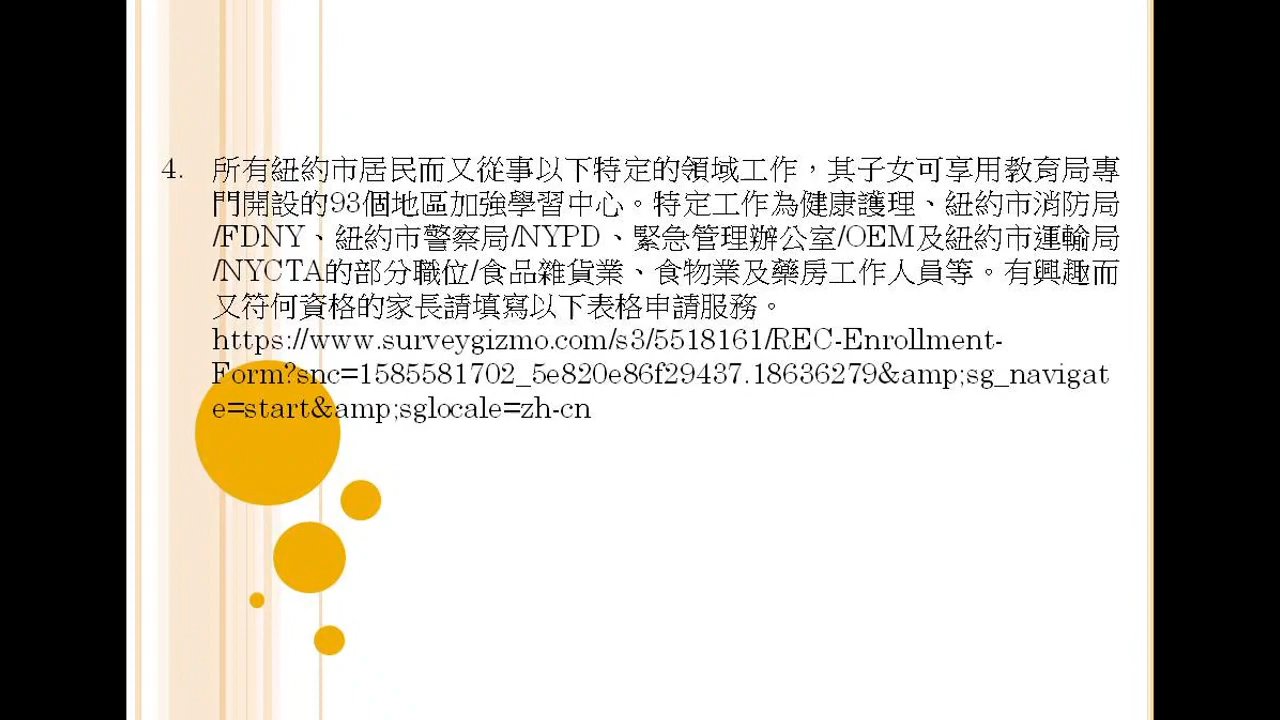 4. 所有紐約市居民而又從事以下特定的領域工作，其子女可享用教育局專
門開設的93個地區加強學習中心。特定工作為健康護理、紐約市消防局
/FDNY、紐約市警察局/NYPD、緊急管理辦公室/OEM及紐約市運輸局
/NYCTA的部分職位/食品雜貨業、食物業及藥房工作人員等。有興趣而
又符何資格的家長請填寫以下表格申請服務。
https://www.surveygizmo.com/s3/5518161/REC-Enrollment-
Form?snc=1585581702_5e820e86f29437.18636279&amp;sg_navigat
e=start&amp;sglocale=zh-cn